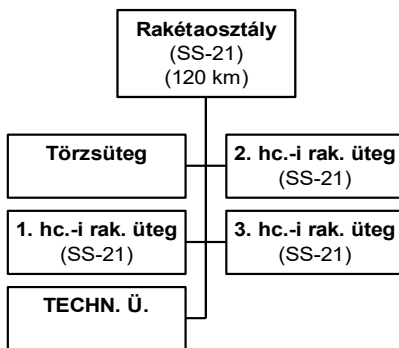 Rakétaosztály
(SS-21)
(120 km)
Törzsüteg
2. hc.-i rak. üteg
(SS-21)
1. hc.-i rak. üteg
(SS-21)
3. hc.-i rak. üteg
(SS-21)
TECHN. Ü.